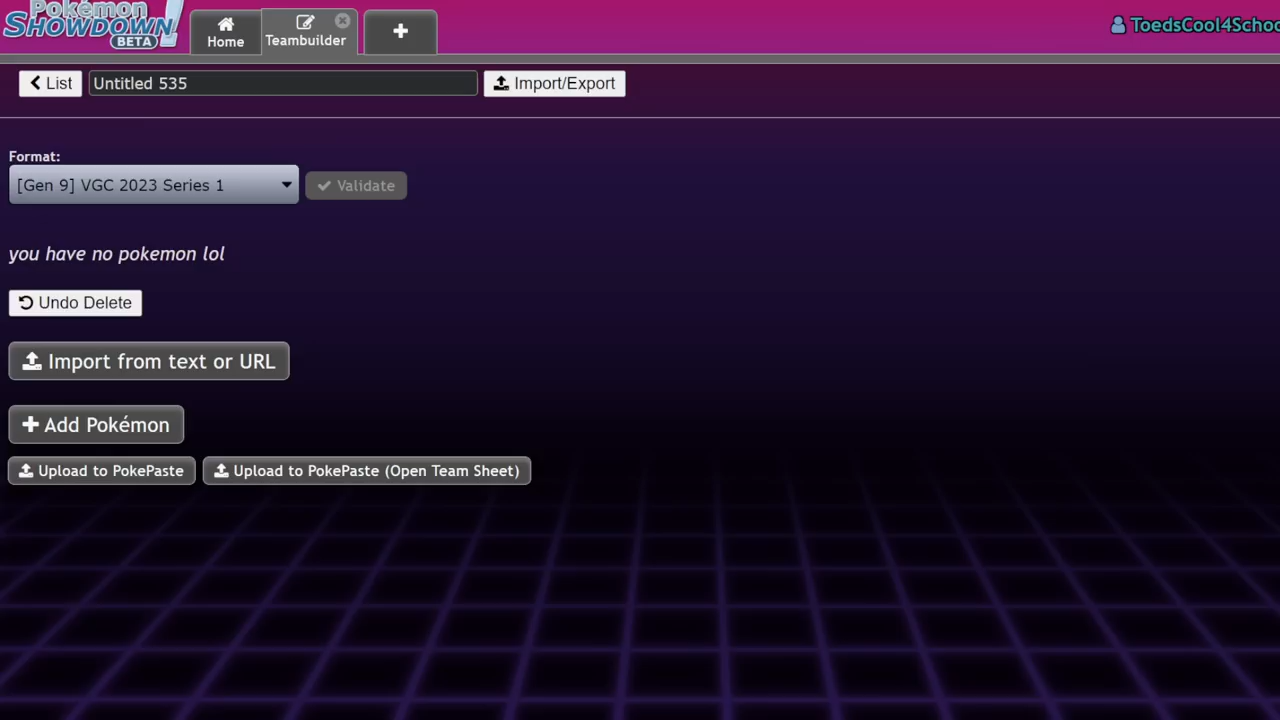 Pokémon
SHOWDOWN!
BETA
Home
Teambuilder
ToedsCool4Schoo
List
Untitled 535
Import/Export
Format:
[Gen 9] VGC 2023 Series 1
Validate
you have no pokemon lol
Undo Delete
Import from text or URL
Add Pokémon
Upload to PokePaste
Upload to PokePaste (Open Team Sheet)